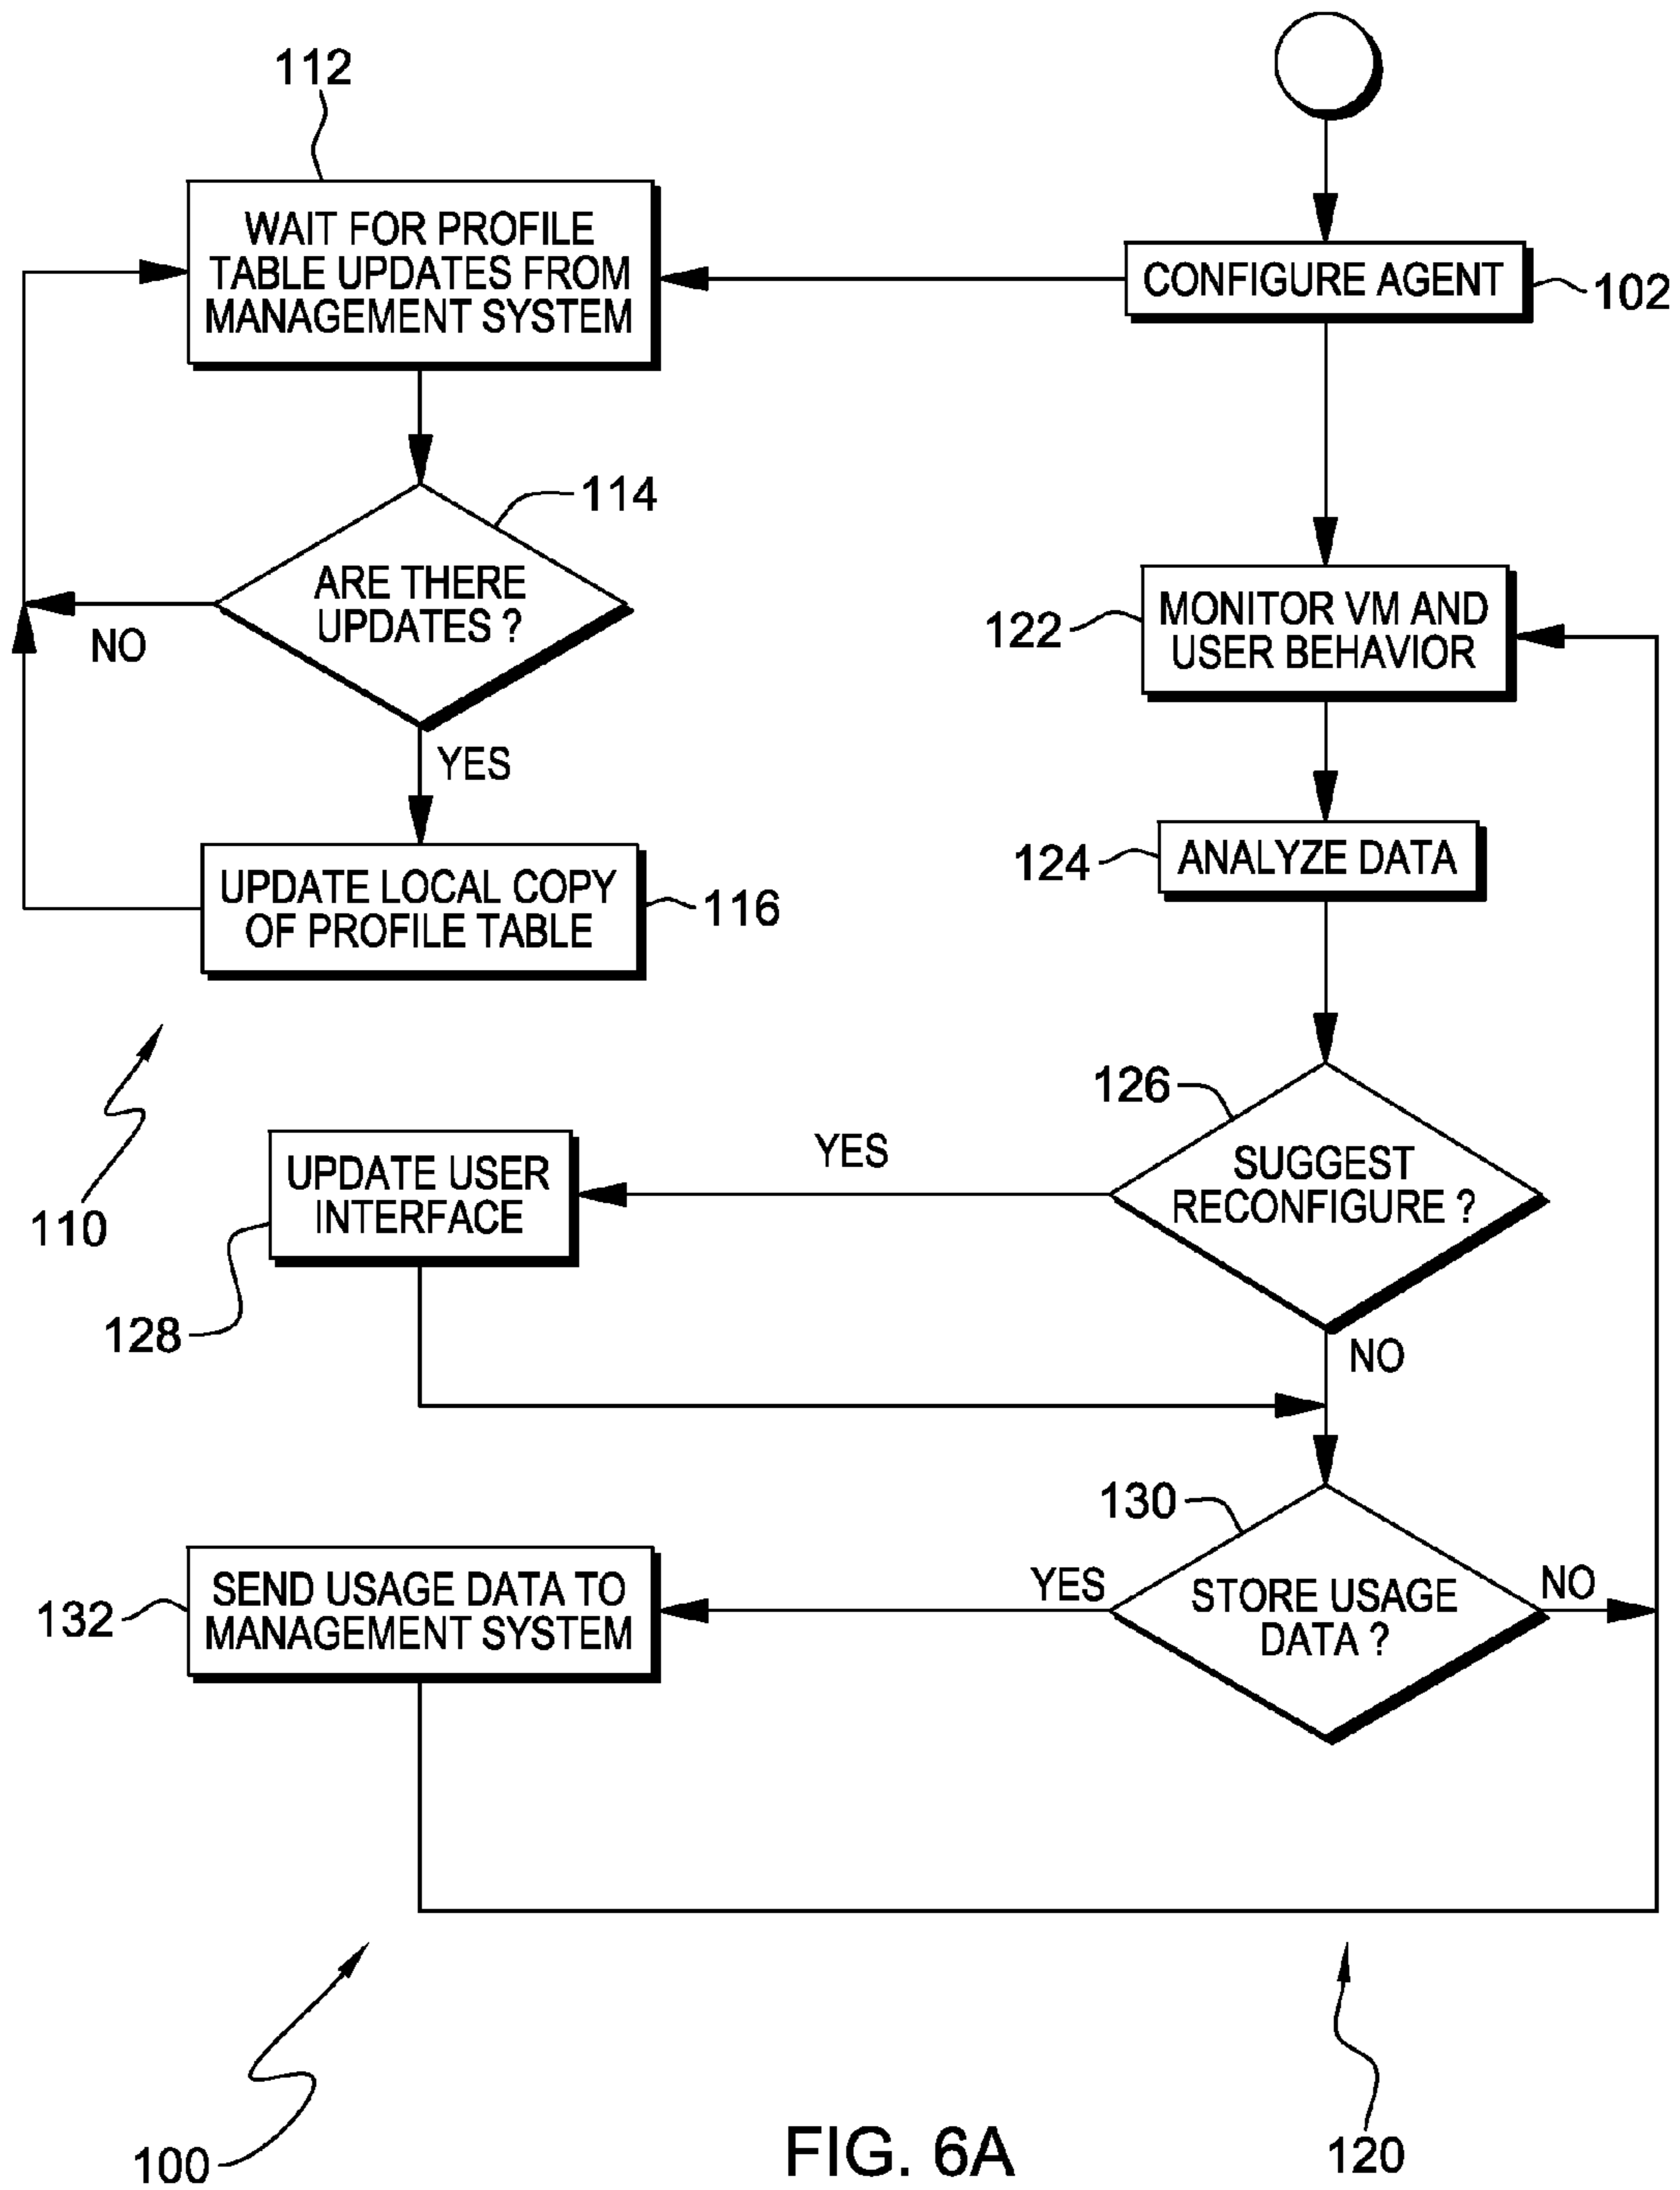 112
WAIT FOR PROFILE
TABLE UPDATES FROM
MANAGEMENT SYSTEM
CONFIGURE AGENT
102
114
ARE THERE
UPDATES ?
NO
YES
UPDATE LOCAL COPY
OF PROFILE TABLE
116
110
122
MONITOR VM AND
USER BEHAVIOR
124
ANALYZE DATA
126
SUGGEST
RECONFIGURE ?
YES
NO
UPDATE USER
INTERFACE
128
130
STORE USAGE
DATA ?
YES
NO
SEND USAGE DATA TO
MANAGEMENT SYSTEM
132
100
120
FIG. 6A